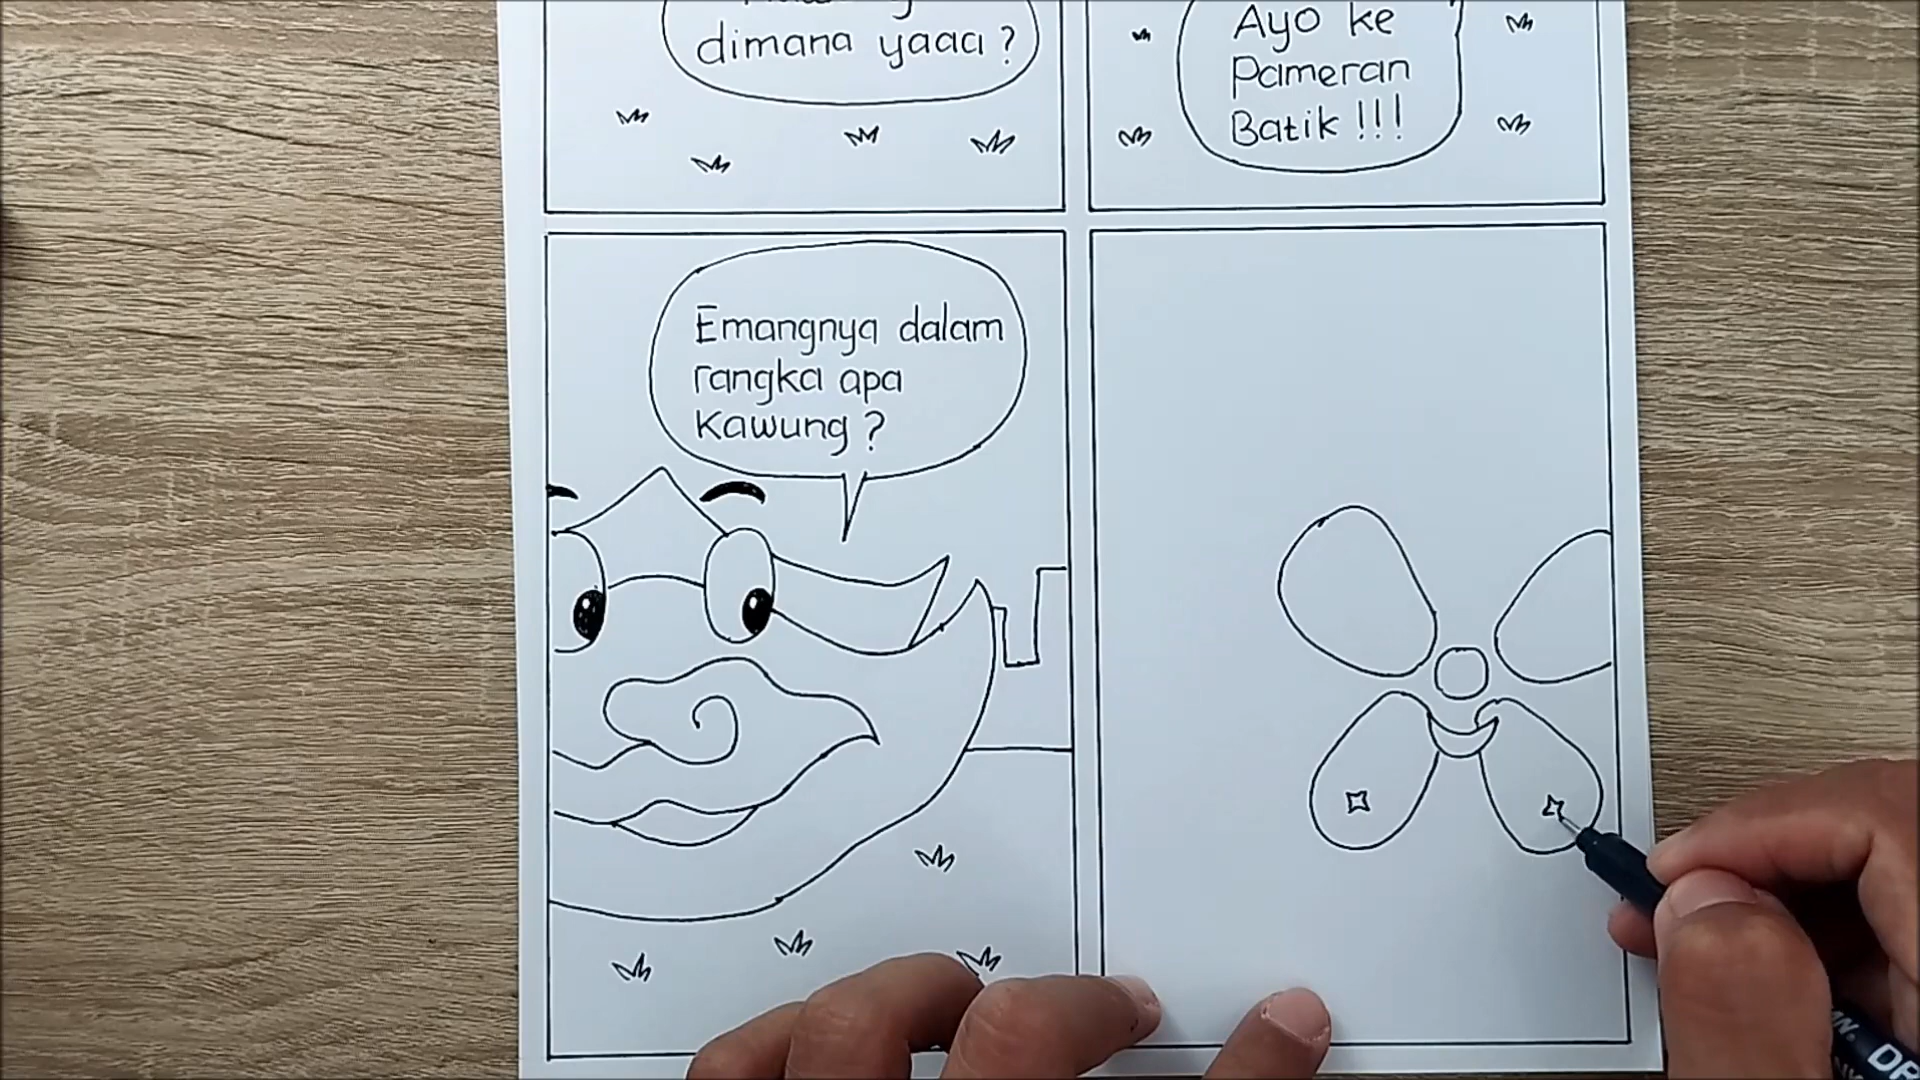 dimana yaaa ?
Ayo ke
Pameran
Batik !!!
Emangnya dalam
rangka apa
Kawung ?